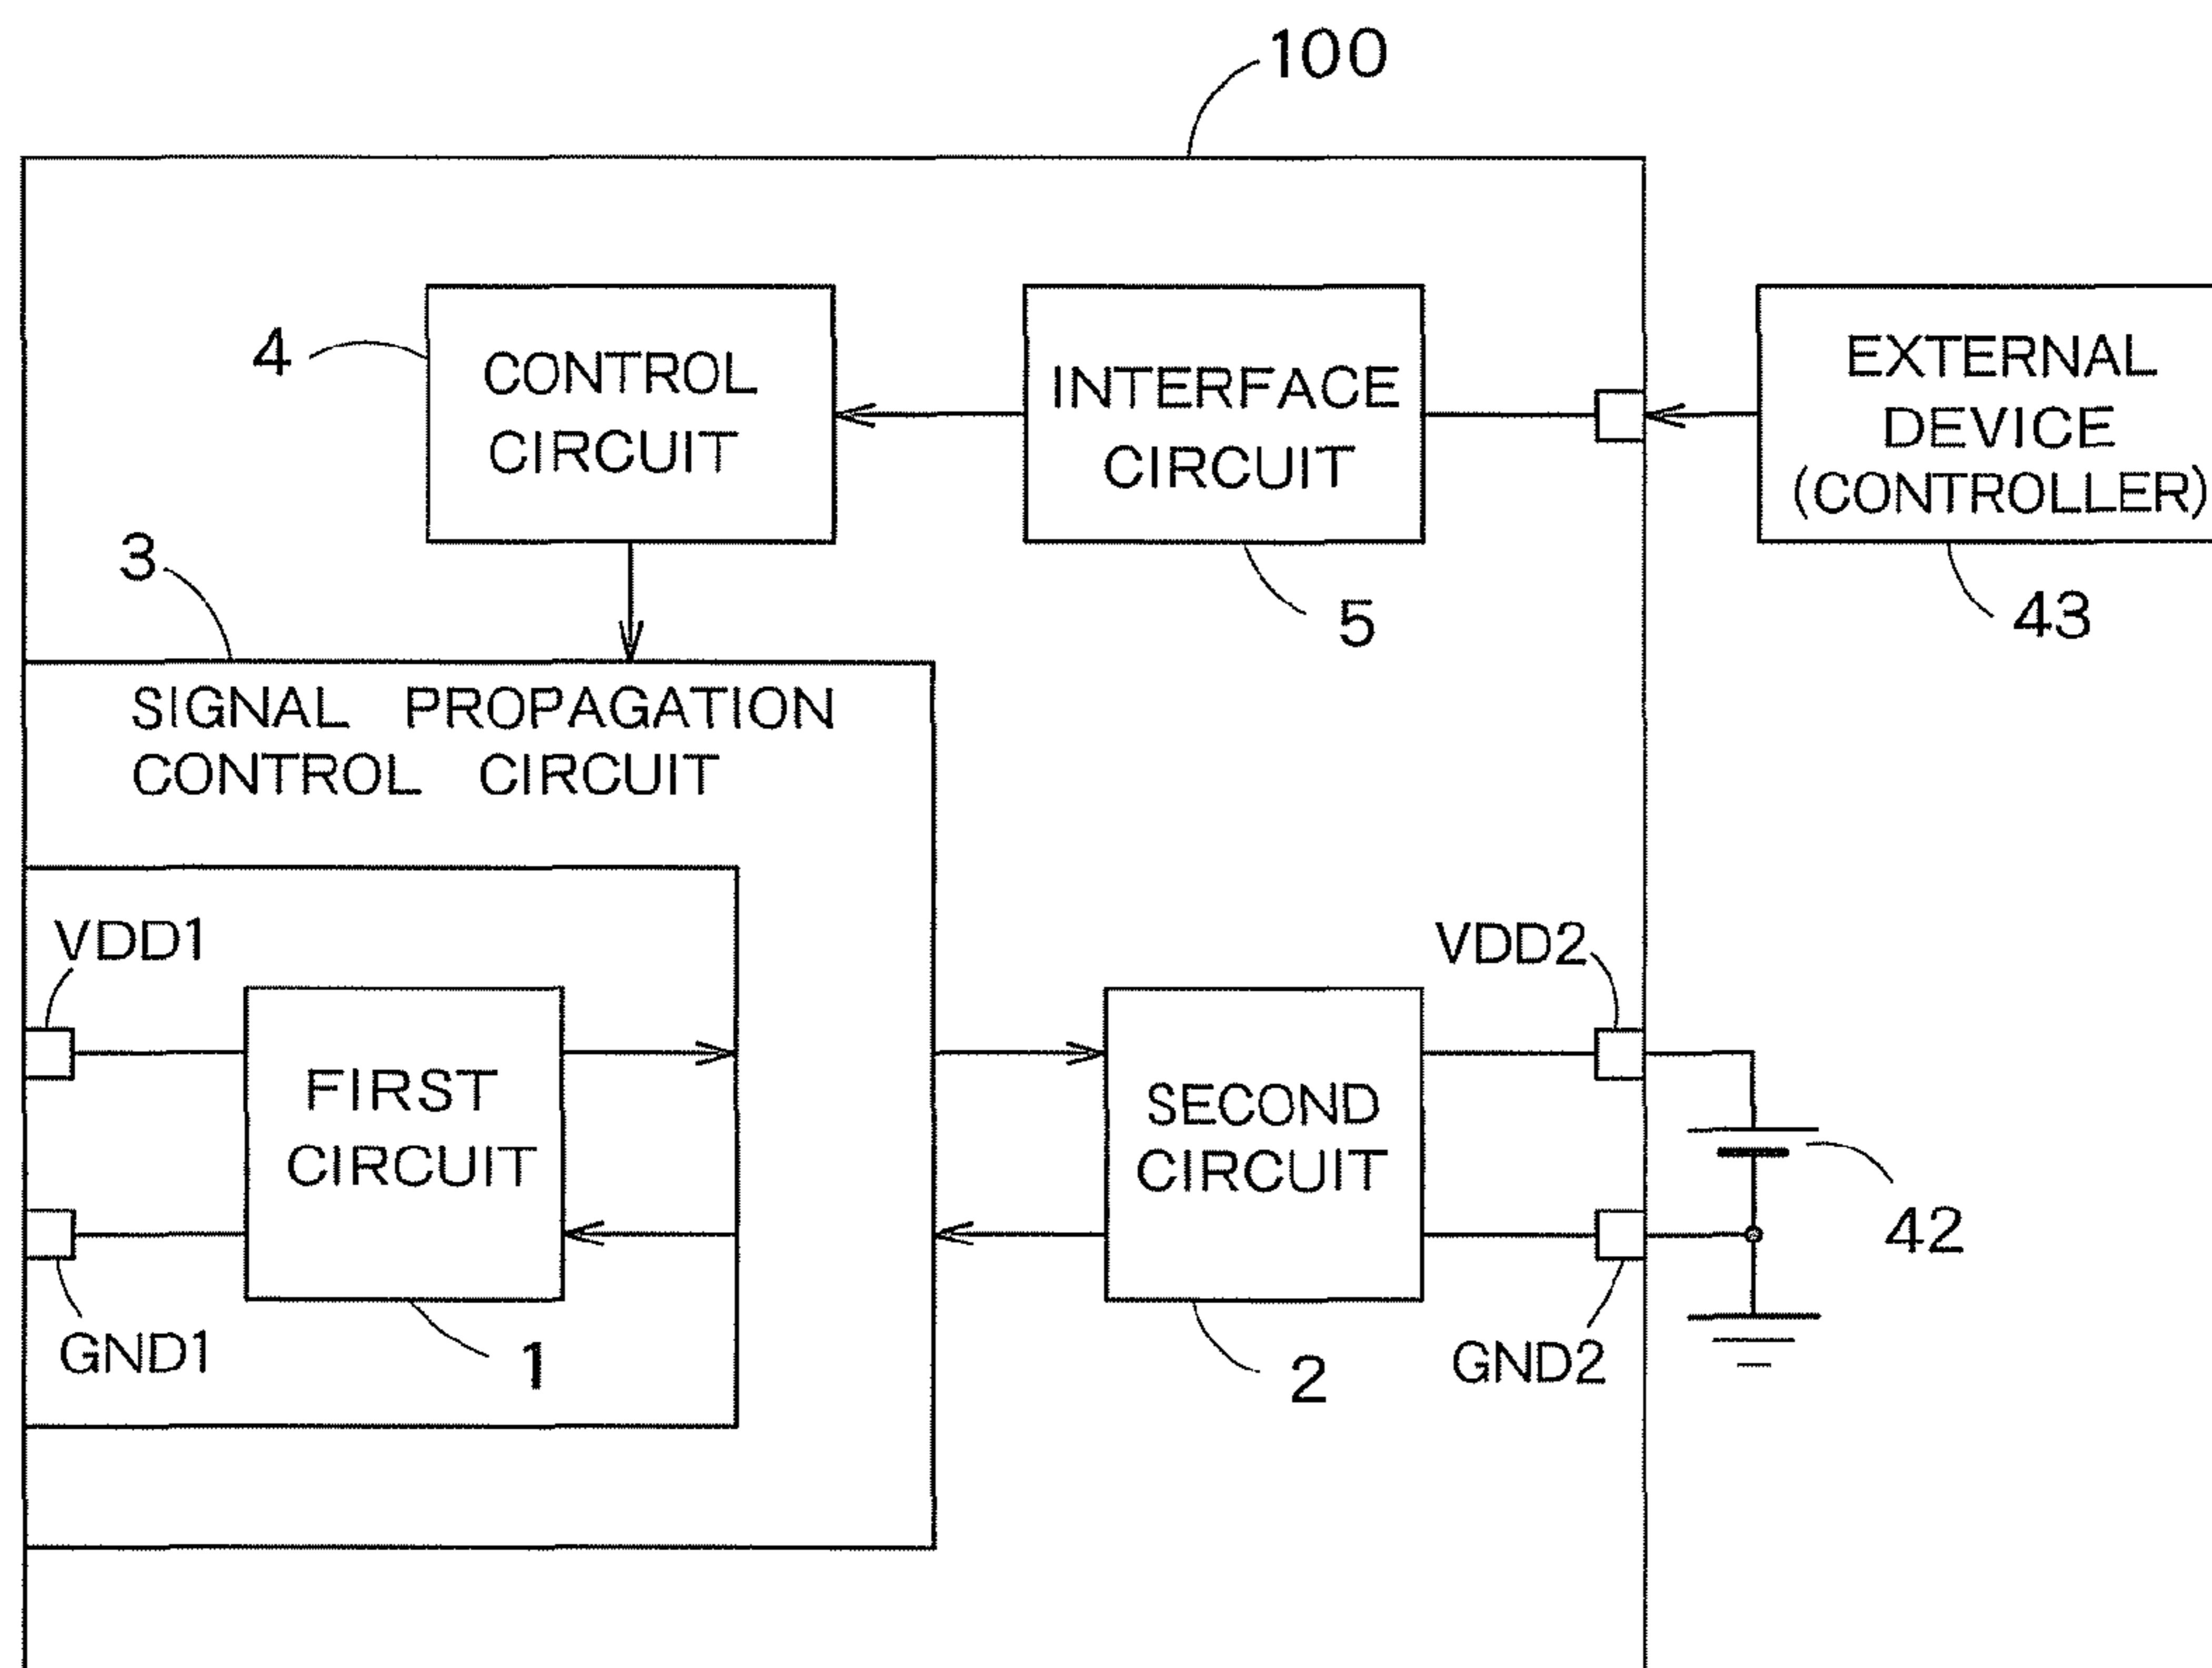 100
4
CONTROL
CIRCUIT
INTERFACE
CIRCUIT
EXTERNAL
DEVICE
(CONTROLLER)
3
5
43
SIGNAL PROPAGATION
CONTROL CIRCUIT
VDD1
VDD2
FIRST
CIRCUIT
SECOND
CIRCUIT
42
GND1
1
2
GND2